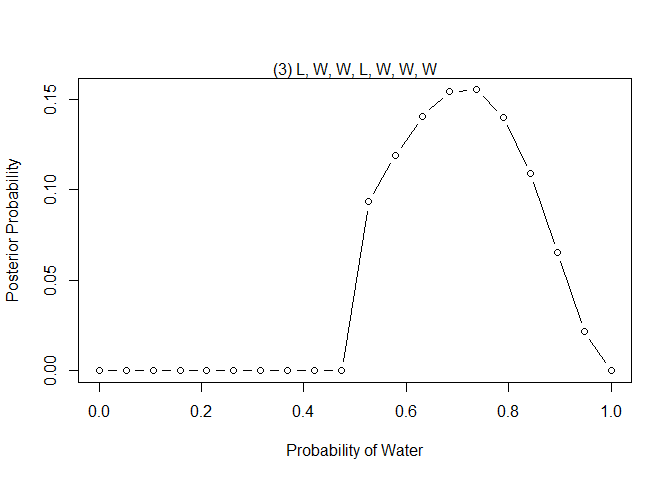 (3) L, W, W, L, W, W, W
Posterior Probability
0.15
0.10
0.05
0.00
0.0 0.2 0.4 0.6 0.8 1.0
Probability of Water